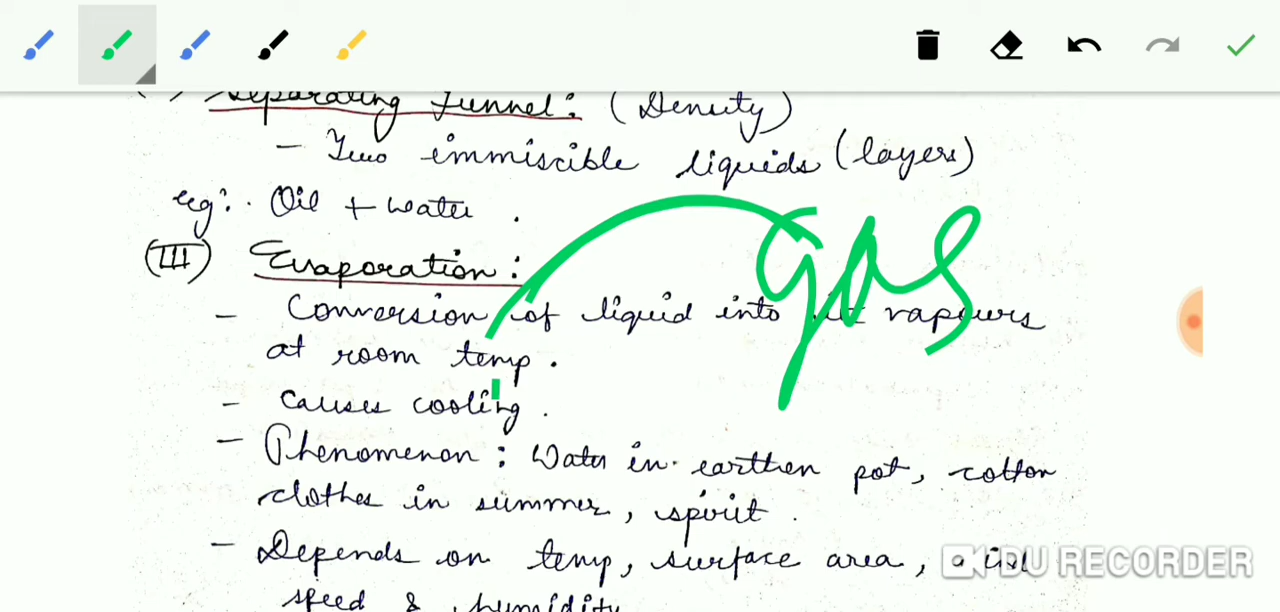 Separating Funnel: (Density)
- Two immiscible liquids (layers)
eg:. Oil + water .
(III) Evaporation :
- Conversion of liquid into vapours
gas
at room temp .
- Causes cooling .
- Phenomenon : Water in earthen pot, cotton
clothes in summer, spirit .
- Depends on temp, surface area,
DU RECORDER
speed & humidity